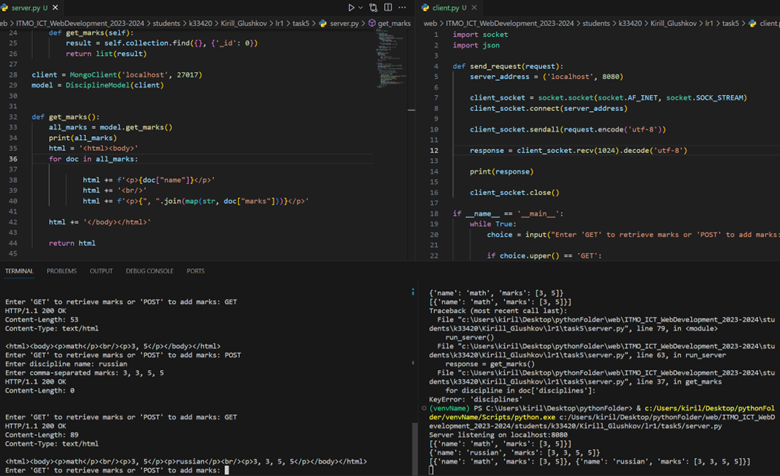 server.py U
web > ITMO_ICT_WebDevelopment_2023-2024 > students > k33420 > Kirill_Glushkov > lr1 > task5 > server.py > get_marks
24 def get_marks(self):
25 result = self.collection.find({}, {'_id': 0})
26 return list(result)
27
28 client = MongoClient('localhost', 27017)
29 model = DisciplineModel(client)
30
31
32 def get_marks():
33 all_marks = model.get_marks()
34 print(all_marks)
35 html = '<html><body>'
36 for doc in all_marks:
37
38 html += f'<p>{doc["name"]}</p>'
39 html += '<br/>'
40 html += f'<p>{", ".join(map(str, doc["marks"]))}</p>'
41
42 html += '</body></html>'
43
44 return html
45
client.py U
web > ITMO_ICT_WebDevelopment_2023-2024 > students > k33420 > Kirill_Glushkov > lr1 > task5 >
1 import socket
2 import json
3
4 def send_request(request):
5 server_address = ('localhost', 8080)
6
7 client_socket = socket.socket(socket.AF_INET, socket.SOCK_STREAM)
8 client_socket.connect(server_address)
9
10 client_socket.sendall(request.encode('utf-8'))
11
12 response = client_socket.recv(1024).decode('utf-8')
13
14 print(response)
15
16 client_socket.close()
17
18 if __name__ == '__main__':
19 while True:
20 choice = input("Enter 'GET' to retrieve marks or 'POST' to add marks:
21
22 if choice.upper() == 'GET':
TERMINAL PROBLEMS OUTPUT DEBUG CONSOLE PORTS
Enter 'GET' to retrieve marks or 'POST' to add marks: GET
HTTP/1.1 200 OK
Content-Length: 53
Content-Type: text/html
<html><body><p>math</p><br/><p>3, 5</p></body></html>
Enter 'GET' to retrieve marks or 'POST' to add marks: POST
Enter discipline name: russian
Enter comma-separated marks: 3, 3, 5, 5
HTTP/1.1 200 OK
Content-Length: 0
Enter 'GET' to retrieve marks or 'POST' to add marks: GET
HTTP/1.1 200 OK
Content-Length: 89
Content-Type: text/html
<html><body><p>math</p><br/><p>3, 5</p><p>russian</p><br/><p>3, 3, 5, 5</p></body></html>
Enter 'GET' to retrieve marks or 'POST' to add marks:
{'name': 'math', 'marks': [3, 5]}
[{'name': 'math', 'marks': [3, 5]}]
Traceback (most recent call last):
File "c:\Users\kiril\Desktop\pythonFolder\web\ITMO_ICT_WebDevelopment_2023-2024\stu
dents\k33420\Kirill_Glushkov\lr1\task5\server.py", line 79, in <module>
run_server()
File "c:\Users\kiril\Desktop\pythonFolder\web\ITMO_ICT_WebDevelopment_2023-2024\stu
dents\k33420\Kirill_Glushkov\lr1\task5\server.py", line 63, in run_server
response = get_marks()
File "c:\Users\kiril\Desktop\pythonFolder\web\ITMO_ICT_WebDevelopment_2023-2024\stu
dents\k33420\Kirill_Glushkov\lr1\task5\server.py", line 37, in get_marks
for discipline in doc['disciplines']:
KeyError: 'disciplines'
(venvName) PS C:\Users\kiril\Desktop\pythonFolder> & c:/Users/kiril/Desktop/pythonFol
der/venvName/Scripts/python.exe c:/Users/kiril/Desktop/pythonFolder/web/ITMO_ICT_WebD
evelopment_2023-2024/students/k33420/Kirill_Glushkov/lr1/task5/server.py
Server listening on localhost:8080
[{'name': 'math', 'marks': [3, 5]}]
{'name': 'russian', 'marks': [3, 3, 5, 5]}
[{'name': 'math', 'marks': [3, 5]}, {'name': 'russian', 'marks': [3, 3, 5, 5]}]